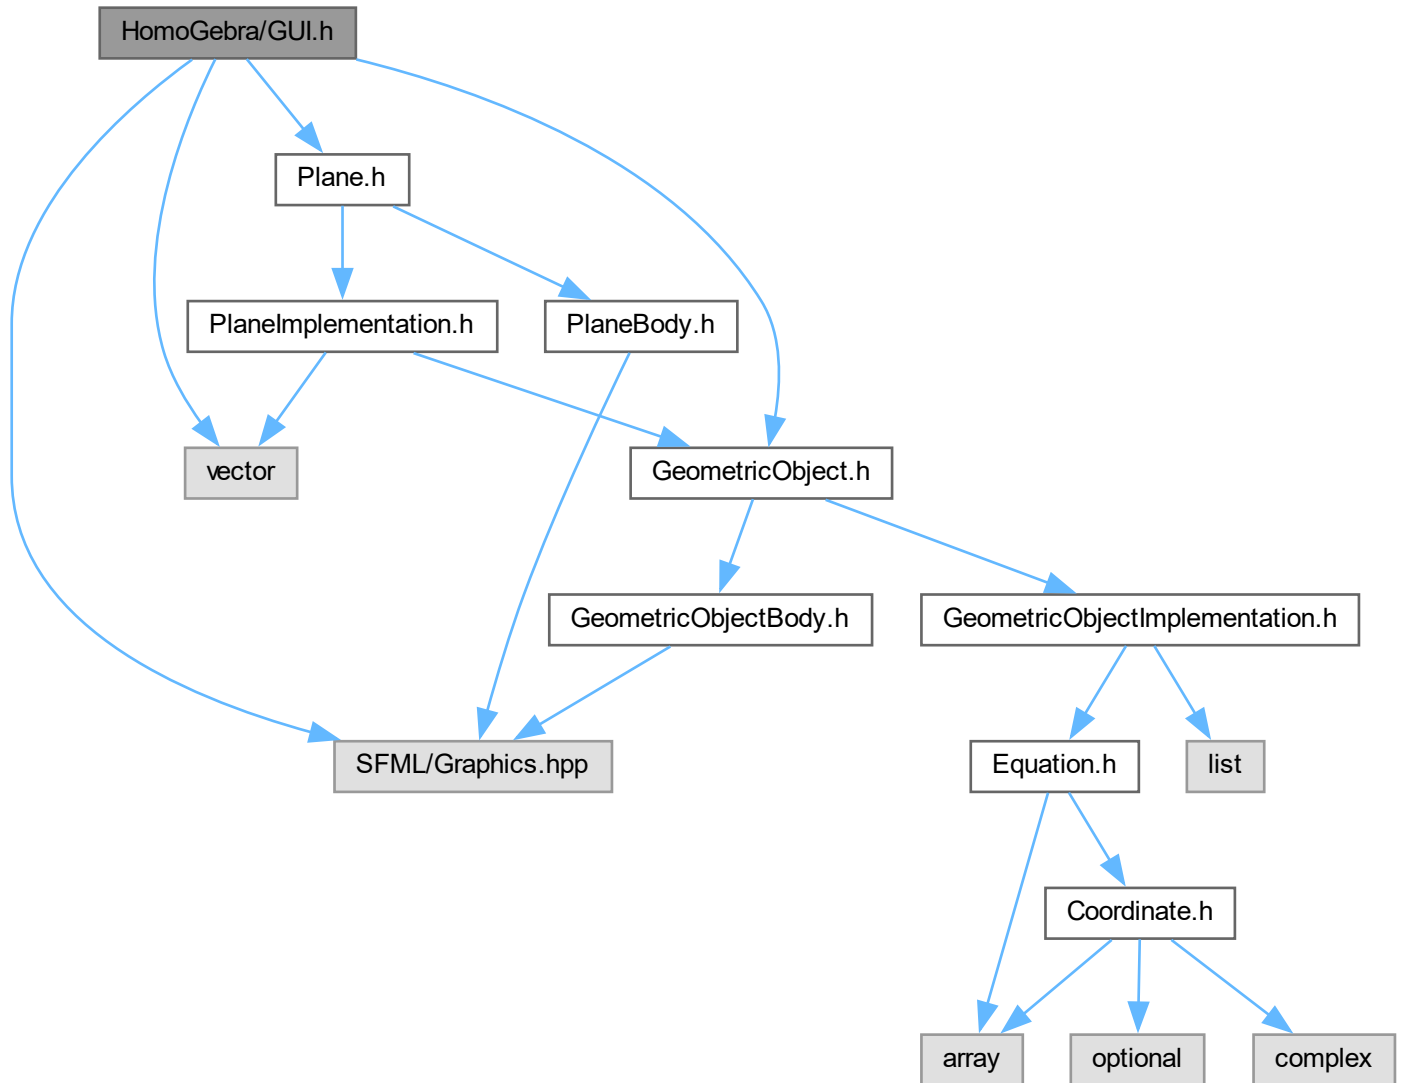 HomoGebra/GUI.h
Plane.h
PlaneImplementation.h
PlaneBody.h
vector
GeometricObject.h
GeometricObjectBody.h
GeometricObjectImplementation.h
SFML/Graphics.hpp
Equation.h
list
Coordinate.h
array
optional
complex